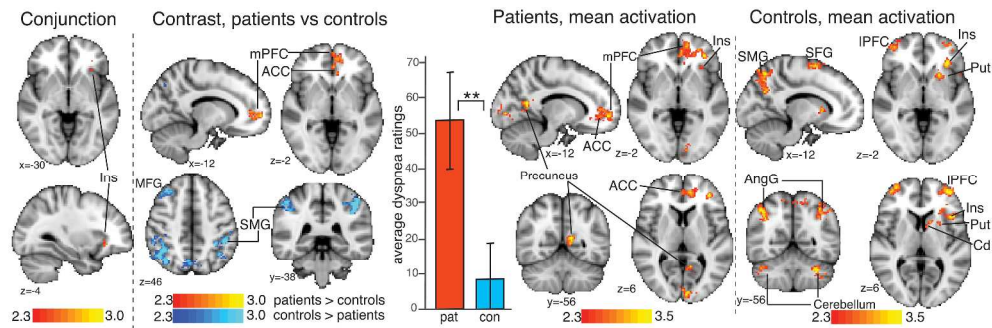 Conjunction
x=-30
Ins
z=-4
2.3 3.0
Contrast, patients vs controls
mPFC
ACC
x=-12
z=-2
MFG
SMG
z=46
y=-38
2.3 3.0 patients > controls
2.3 3.0 controls > patients
average dyspnea ratings
70
60
50
40
30
20
10
0
**
pat con
Patients, mean activation
mPFC
Ins
ACC
x=-12
z=-2
Precuneus
ACC
y=-56
z=6
2.3 3.5
Controls, mean activation
SMG
SFG
lPFC
Ins
Put
x=-12
z=-2
AngG
lPFC
Ins
Put
Cd
y=-56
Cerebellum
z=6
2.3 3.5